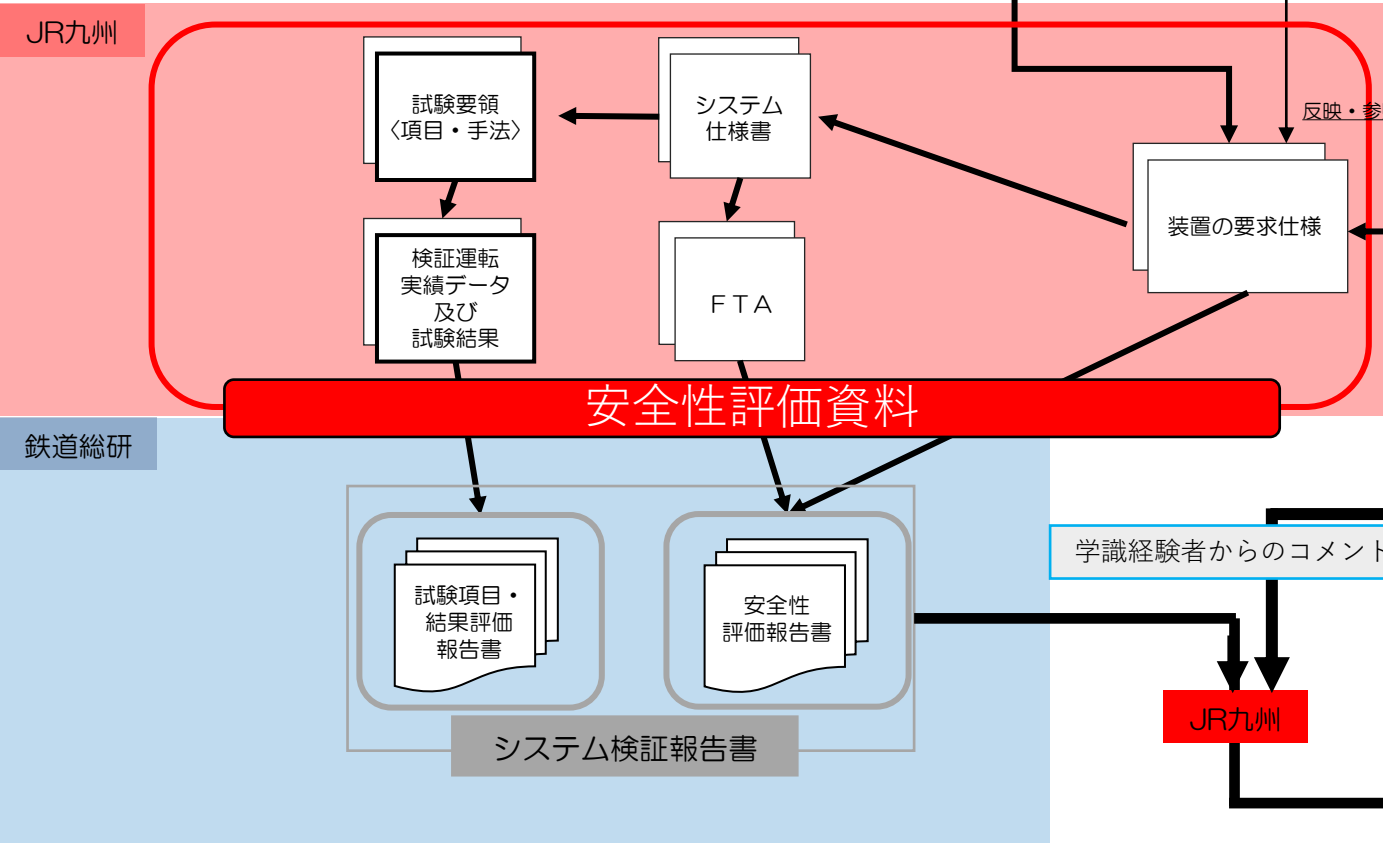 JR九州
試験要領
〈項目・手法〉
システム
仕様書
反映・参
装置の要求仕様
検証運転
実績データ
及び
試験結果
ＦＴＡ
安全性評価資料
鉄道総研
学識経験者からのコメント
試験項目・
結果評価
報告書
安全性
評価報告書
JR九州
システム検証報告書